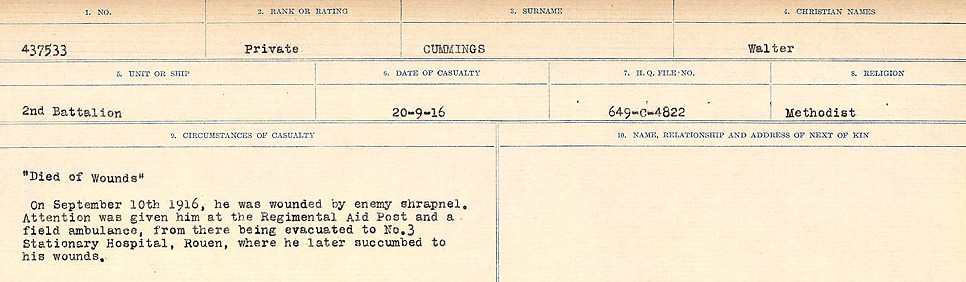 1. NO. 2. RANK OR RATING 3. SURNAME 4. CHRISTIAN NAMES
437533 Private CUMMINGS Walter
5. UNIT OR SHIP 6. DATE OF CASUALTY 7. H.Q. FILE NO. 8. RELIGION
2nd Battalion 20-9-16 649-C-4822 Methodist
9. CIRCUMSTANCES OF CASUALTY 10. NAME, RELATIONSHIP AND ADDRESS OF NEXT OF KIN
"Died of Wounds"
On September 10th 1916, he was wounded by enemy shrapnel.
Attention was given him at the Regimental Aid Post and a
field ambulance, from there being evacuated to No.3
Stationary Hospital, Rouen, where he later succumbed to
his wounds.